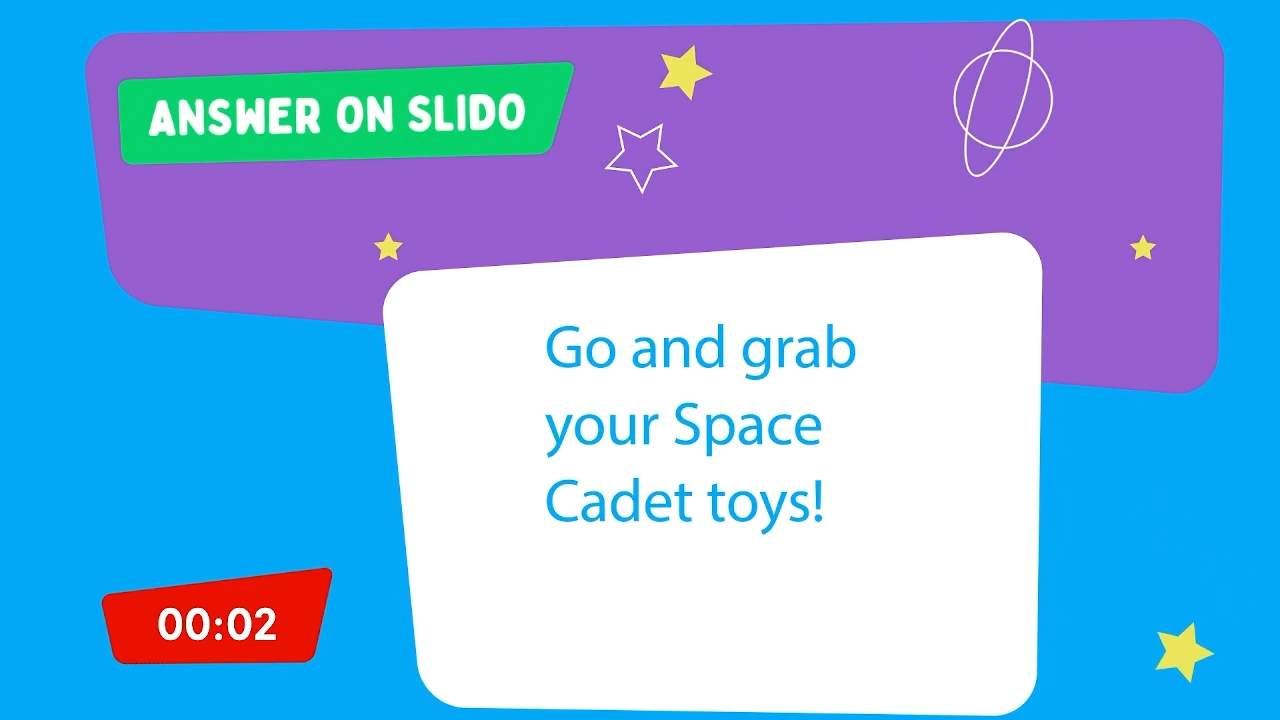 ANSWER ON SLIDO
Go and grab
your Space
Cadet toys!
00:02